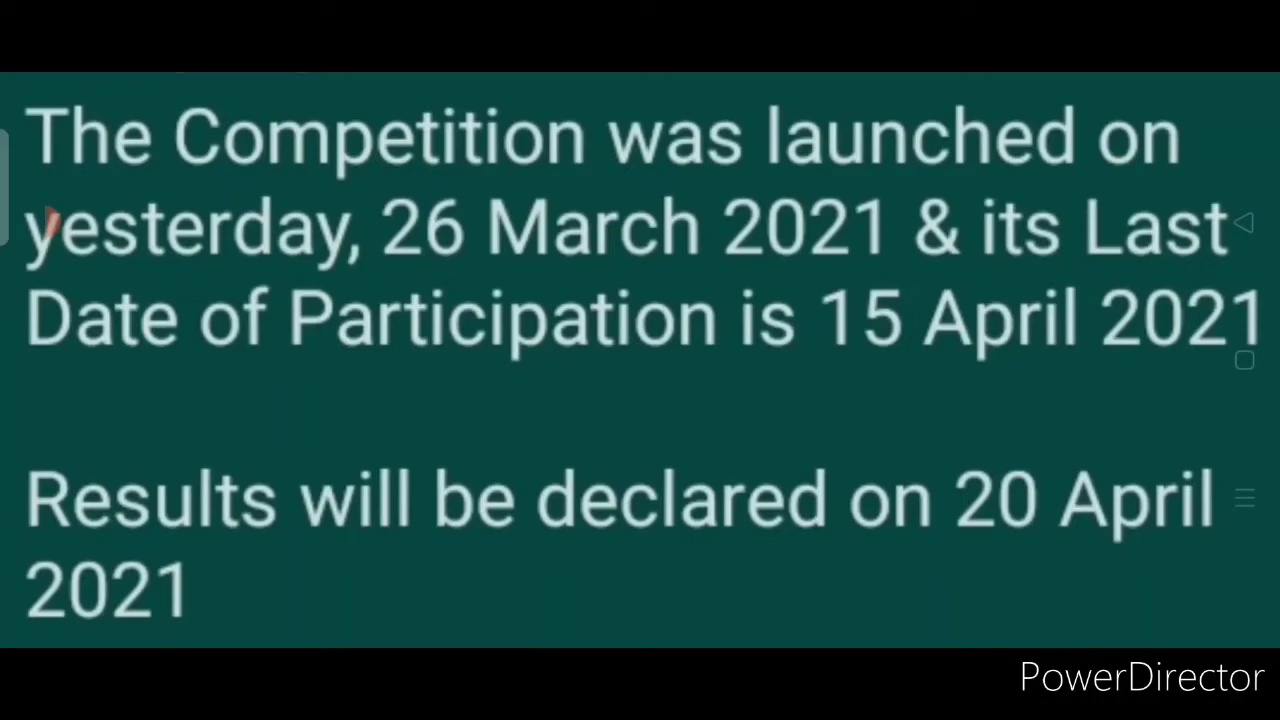 The Competition was launched on
yesterday, 26 March 2021 & its Last
Date of Participation is 15 April 2021
Results will be declared on 20 April
2021
PowerDirector